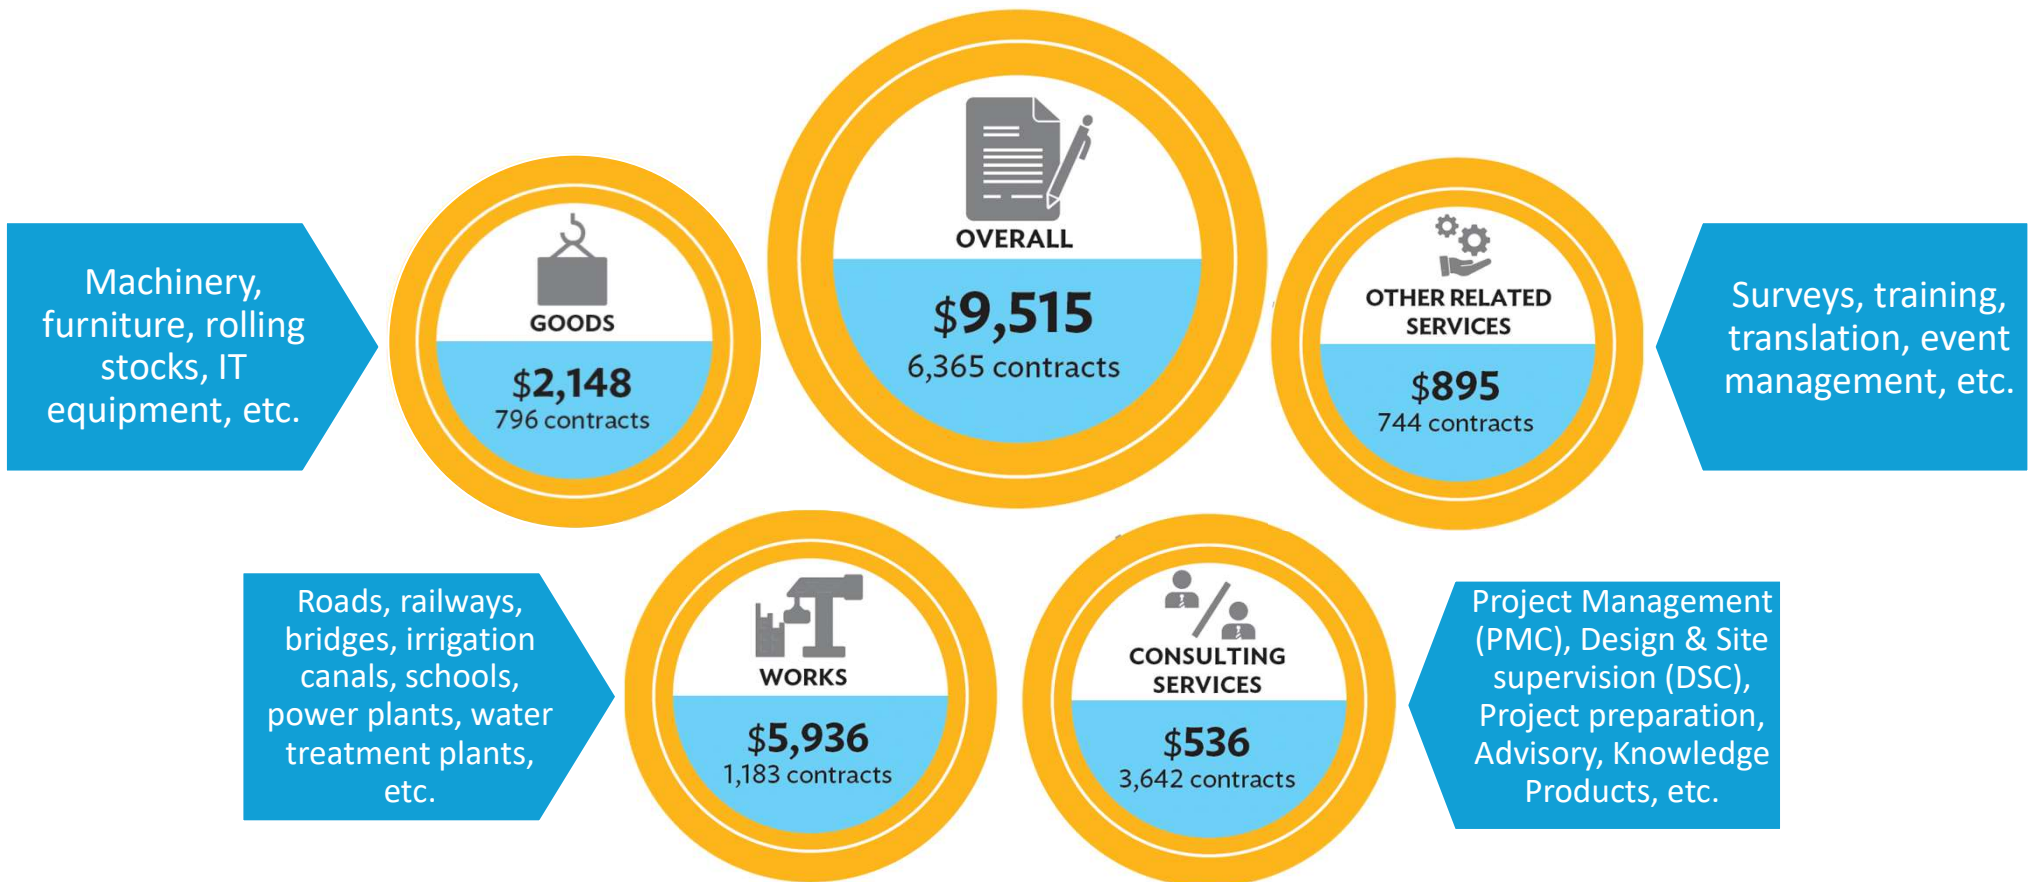 OVERALL
$9,515
6,365 contracts
Machinery,
furniture, rolling
stocks, IT
equipment, etc.
GOODS
$2,148
796 contracts
OTHER RELATED
SERVICES
$895
744 contracts
Surveys, training,
translation, event
management, etc.
Roads, railways,
bridges, irrigation
canals, schools,
power plants, water
treatment plants,
etc.
WORKS
$5,936
1,183 contracts
CONSULTING
SERVICES
$536
3,642 contracts
Project Management
(PMC), Design & Site
supervision (DSC),
Project preparation,
Advisory, Knowledge
Products, etc.